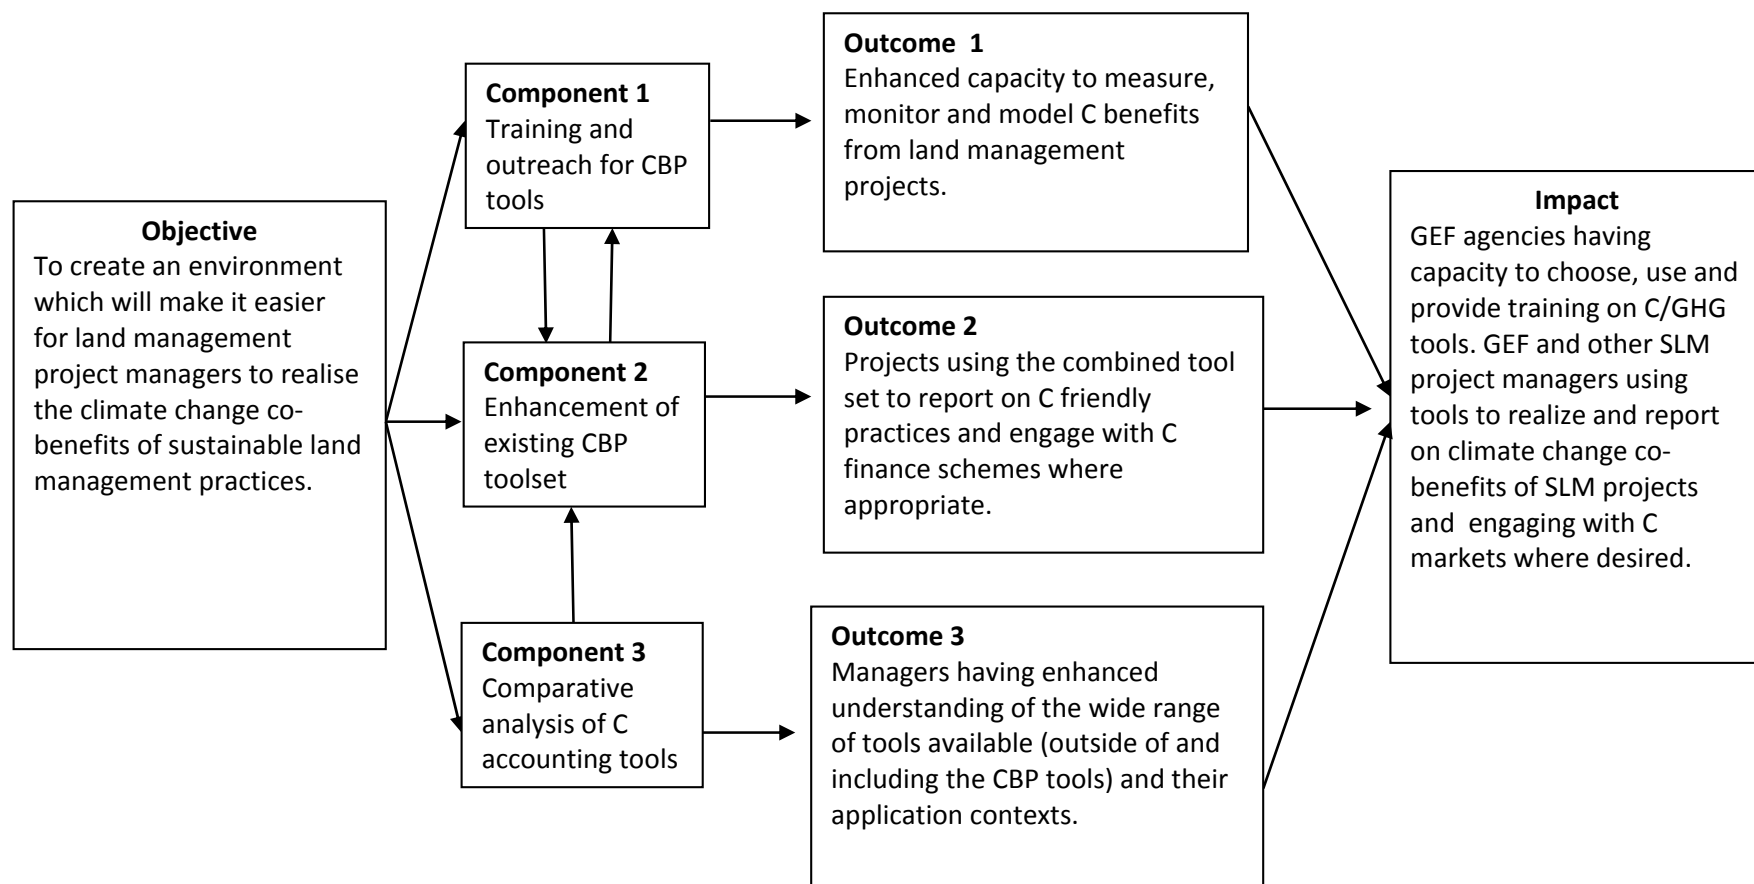 Objective
To create an environment
which will make it easier
for land management
project managers to realise
the climate change co-
benefits of sustainable land
management practices.
Component 1
Training and
outreach for CBP
tools
Component 2
Enhancement of
existing CBP
toolset
Component 3
Comparative
analysis of C
accounting tools
Outcome  1
Enhanced capacity to measure,
monitor and model C benefits
from land management
projects.
Outcome 2
Projects using the combined tool
set to report on C friendly
practices and engage with C
finance schemes where
appropriate.
Outcome 3
Managers having enhanced
understanding of the wide range
of tools available (outside of and
including the CBP tools) and their
application contexts.
Impact
GEF agencies having
capacity to choose, use and
provide training on C/GHG
tools. GEF and other SLM
project managers using
tools to realize and report
on climate change co-
benefits of SLM projects
and  engaging with C
markets where desired.